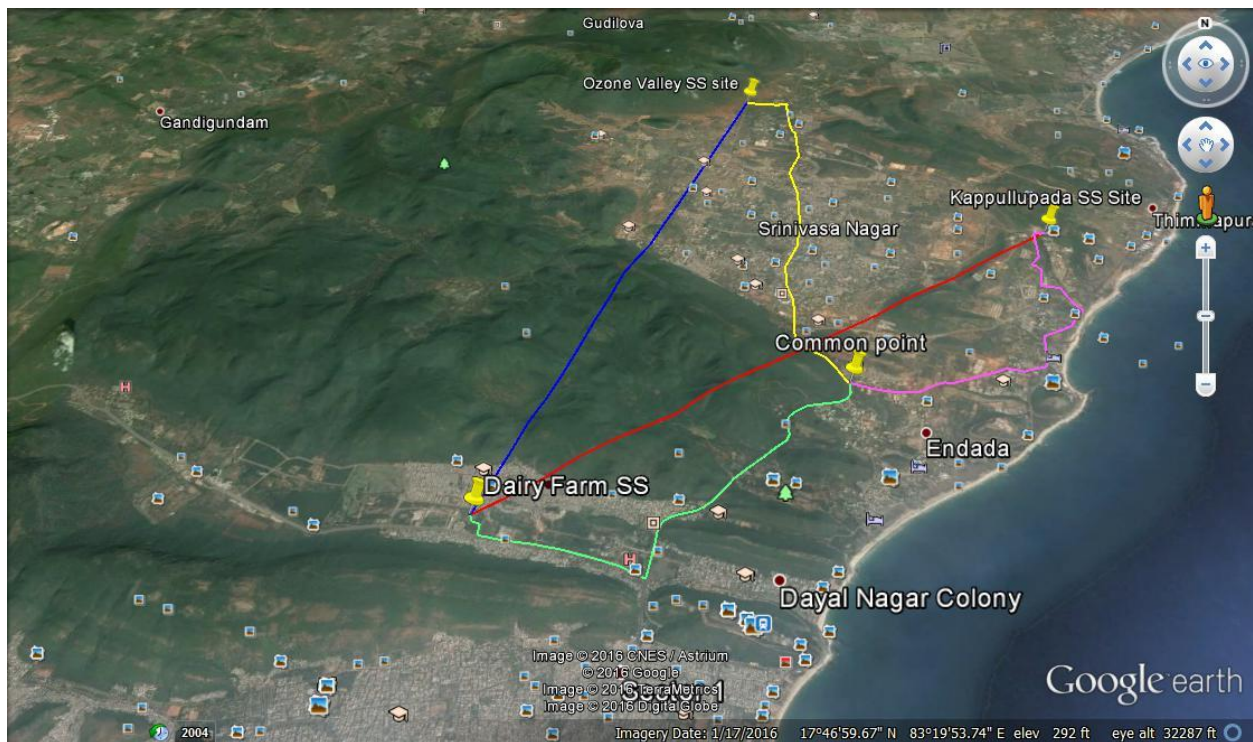 Gudilova
Ozone Valley SS site
Gandigundam
N
Kappullupada SS Site
Srinivasa Nagar
Common point
H
Endada
Dairy Farm SS
H
Dayal Nagar Colony
Image © 2016 CNES / Astrium
© 2016 Google
Image © 2016 TerraMetrics
Image © 2016 DigitalGlobe
Sector 1
Google earth
2004
Imagery Date: 1/17/2016 17°46'59.67" N 83°19'53.74" E elev 292 ft eye alt 32287 ft